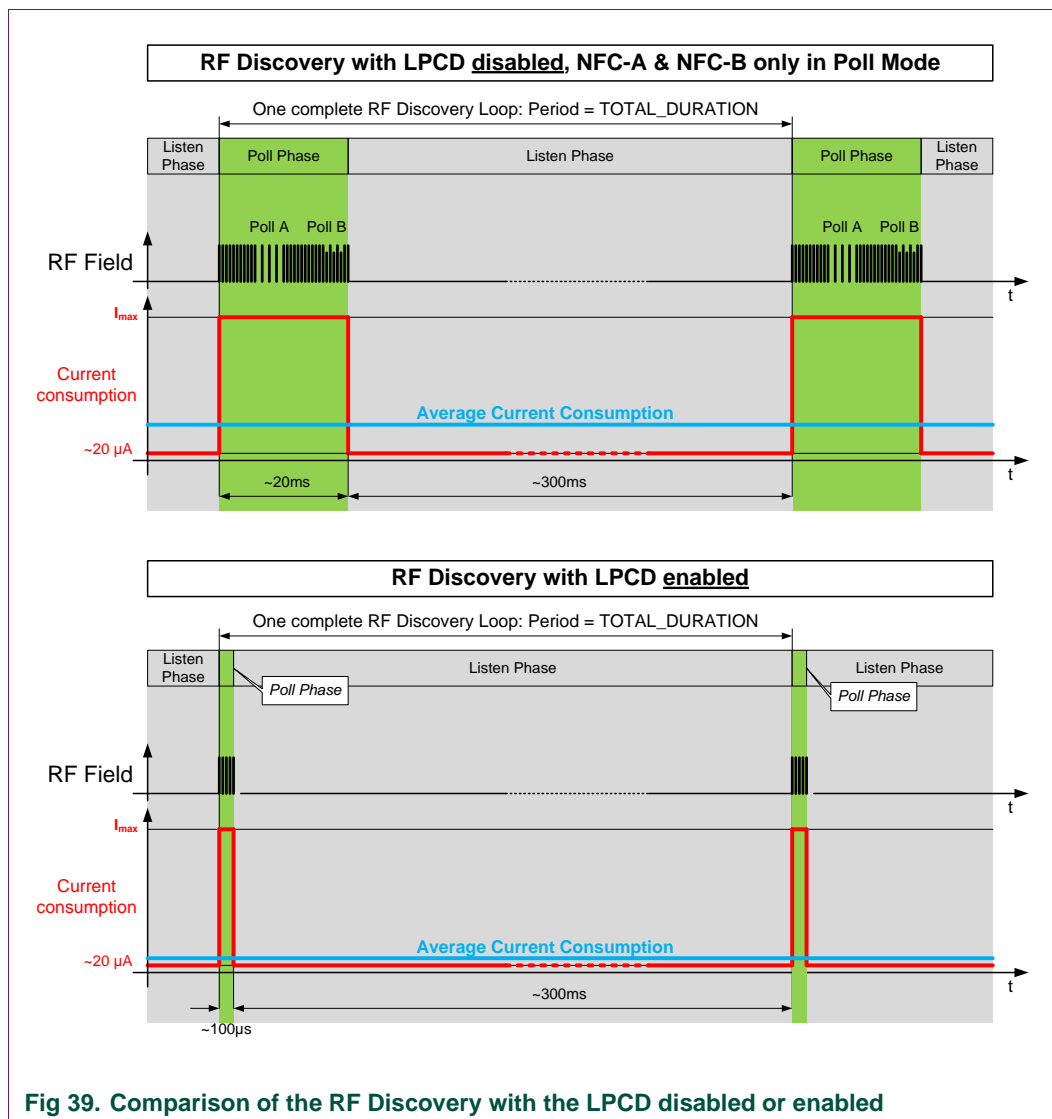 RF Discovery with LPCD disabled, NFC-A & NFC-B only in Poll Mode
One complete RF Discovery Loop: Period = TOTAL_DURATION
Listen Phase
Poll Phase
Listen Phase
Poll Phase
Listen Phase
Poll A
Poll B
Poll A
Poll B
RF Field
t
Imax
Current
consumption
Average Current Consumption
~20 µA
t
~20ms
~300ms
RF Discovery with LPCD enabled
One complete RF Discovery Loop: Period = TOTAL_DURATION
Listen Phase
Listen Phase
Listen Phase
Poll Phase
Poll Phase
RF Field
t
Imax
Current
consumption
Average Current Consumption
~20 µA
t
~300ms
~100µs
Fig 39. Comparison of the RF Discovery with the LPCD disabled or enabled